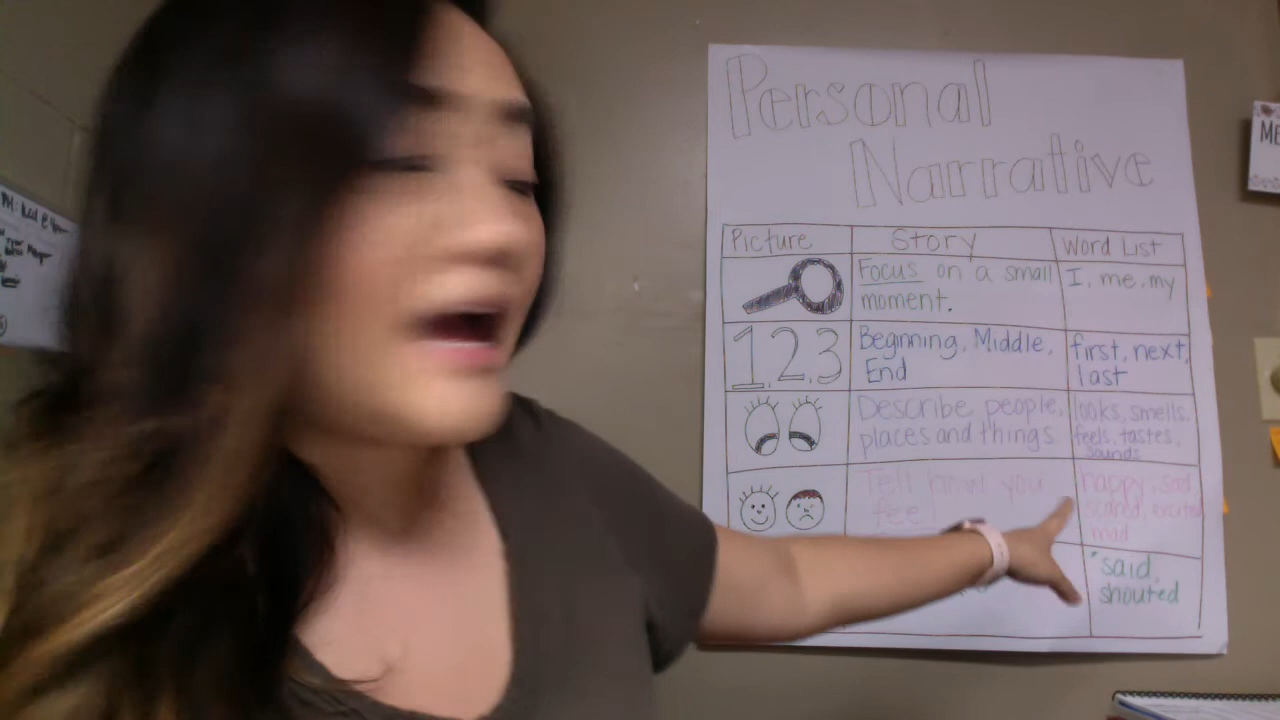 Personal
Narrative
Picture
Story
Word List
Focus on a small
moment.
I, me, my
1.2.3
Beginning, Middle,
End
first, next,
last
Describe people,
places and things
looks, smells,
feels, tastes,
sounds
Tell how you
feel
happy, sad,
scared, excited
mad
"said,
shouted
ME